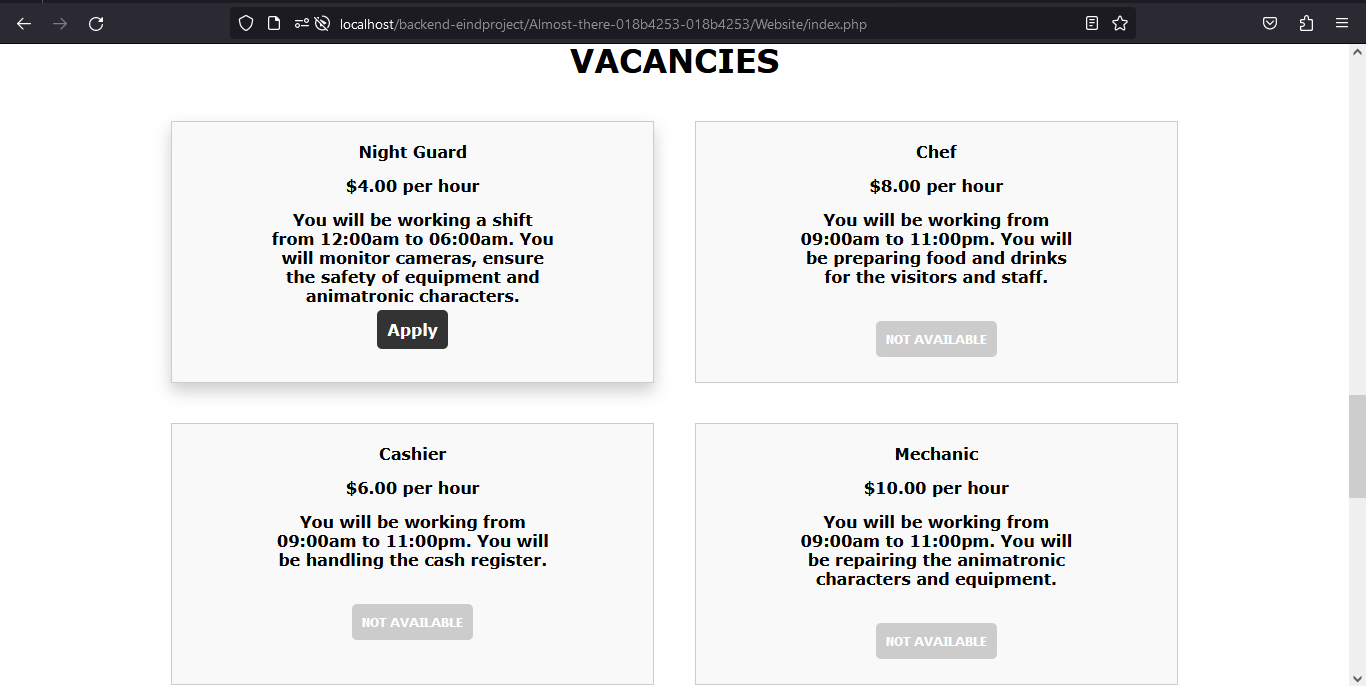 localhost/backend-eindproject/Almost-there-018b4253-018b4253/Website/index.php
VACANCIES
Night Guard
$4.00 per hour
You will be working a shift
from 12:00am to 06:00am. You
will monitor cameras, ensure
the safety of equipment and
animatronic characters.
Apply
Chef
$8.00 per hour
You will be working from
09:00am to 11:00pm. You will
be preparing food and drinks
for the visitors and staff.
NOT AVAILABLE
Cashier
$6.00 per hour
You will be working from
09:00am to 11:00pm. You will
be handling the cash register.
NOT AVAILABLE
Mechanic
$10.00 per hour
You will be working from
09:00am to 11:00pm. You will
be repairing the animatronic
characters and equipment.
NOT AVAILABLE